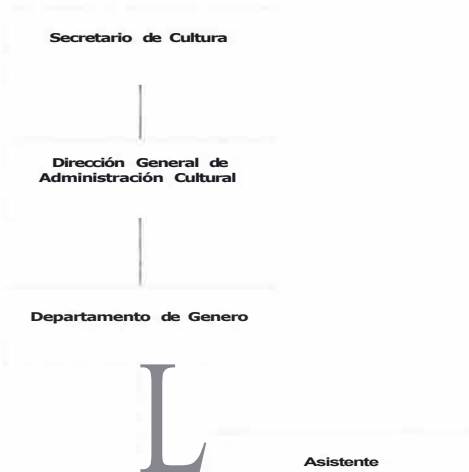 Secretario de Cultura
Dirección General de
Administración Cultural
Departamento de Genero
L
Asistente